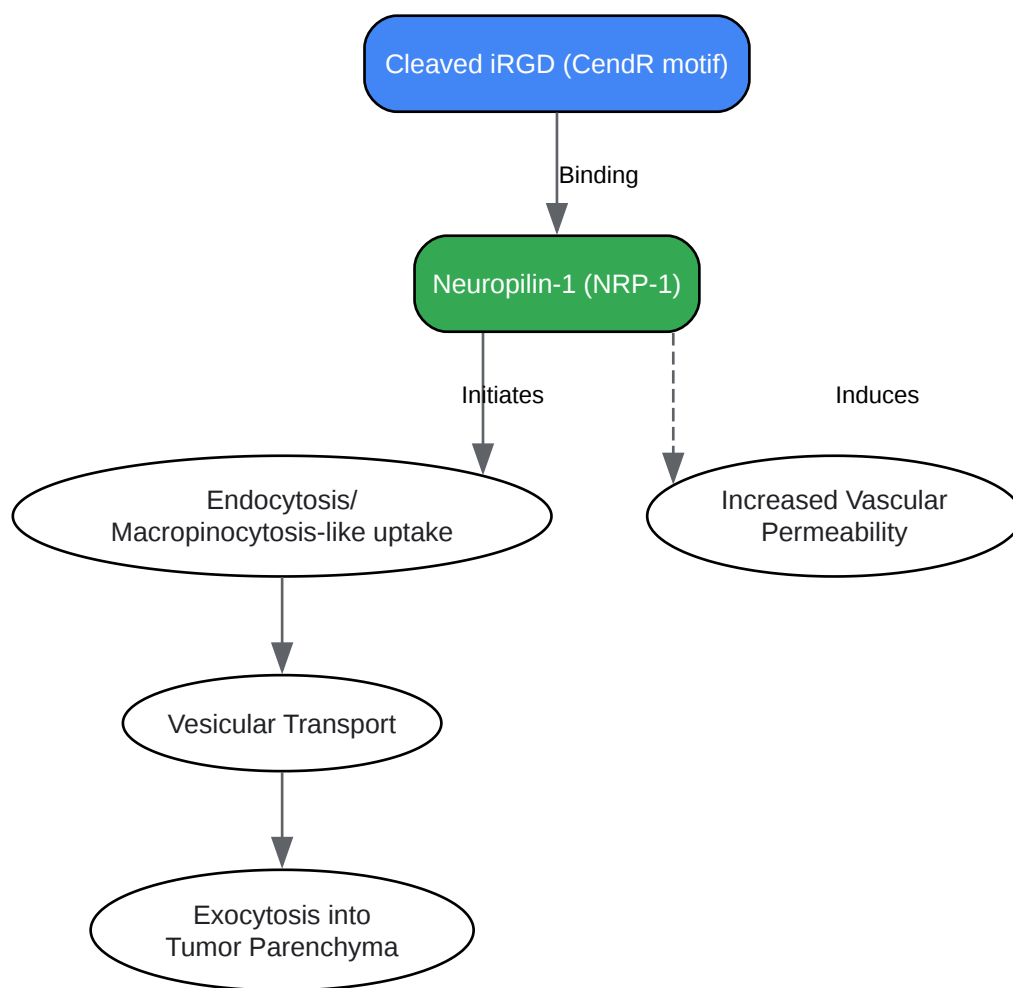 Cleaved iRGD (CendR motif)
Binding
Neuropilin-1 (NRP-1)
Initiates
Induces
Endocytosis/
Macropinocytosis-like uptake
Increased Vascular
Permeability
Vesicular Transport
Exocytosis into
Tumor Parenchyma